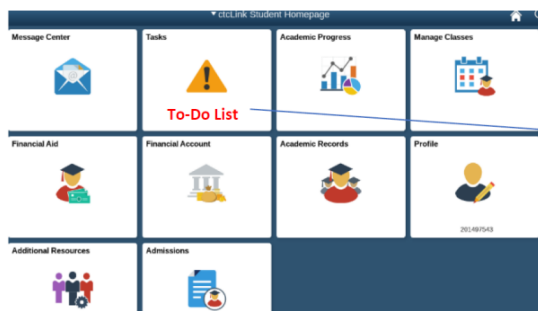 ▾ ctcLink Student Homepage
Message Center
Tasks
Academic Progress
Manage Classes
To-Do List
Financial Aid
Financial Account
Academic Records
Profile
261497543
Additional Resources
Admissions